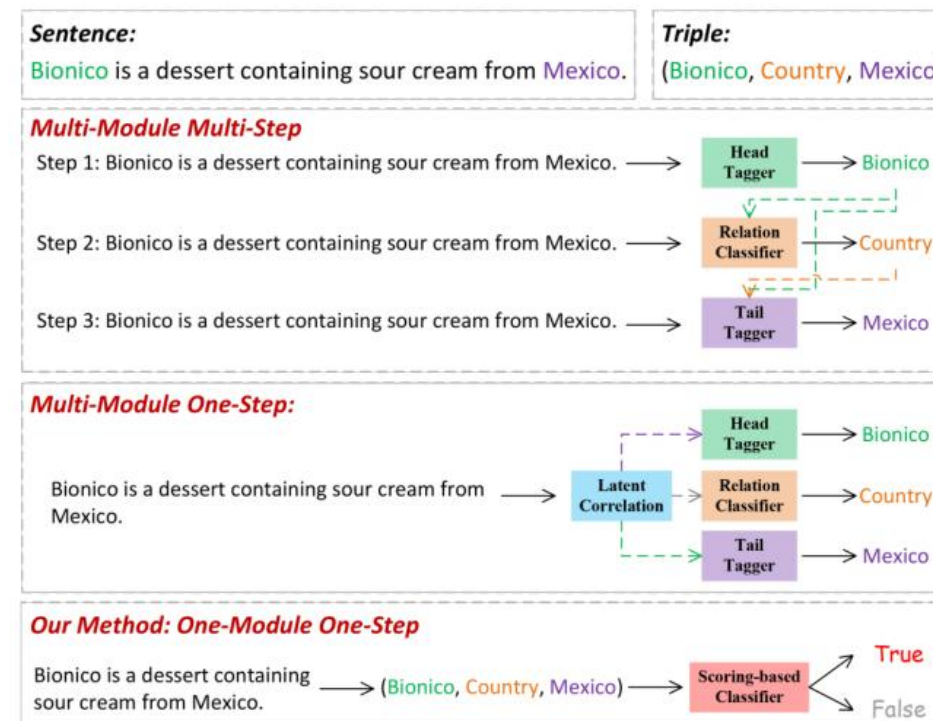 Sentence:
Bionico is a dessert containing sour cream from Mexico.
Triple:
(Bionico, Country, Mexico
Multi-Module Multi-Step
Step 1: Bionico is a dessert containing sour cream from Mexico.
Head
Tagger
Bionico
Step 2: Bionico is a dessert containing sour cream from Mexico.
Relation
Classifier
Country
Step 3: Bionico is a dessert containing sour cream from Mexico.
Tail
Tagger
Mexico
Multi-Module One-Step:
Bionico is a dessert containing sour cream from
Mexico.
Latent
Correlation
Head
Tagger
Bionico
Relation
Classifier
Country
Tail
Tagger
Mexico
Our Method: One-Module One-Step
Bionico is a dessert containing
sour cream from Mexico.
(Bionico, Country, Mexico)
Scoring-based
Classifier
True
False